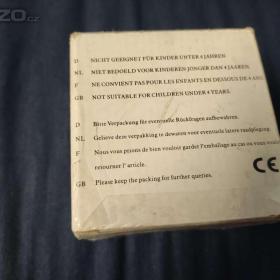 zo.cz
D NICHT GEEIGNET FÜR KINDER UNTER 4 JAHREN.
NL NIET BEDOELD VOOR KINDEREN JONGER DAN 4 JAAREN.
F NE CONVIENT PAS POUR LES ENFANTS EN DESSOUS DE 4 ANS.
GB NOT SUITABLE FOR CHILDREN UNDER 4 YEARS.
D Bitte Verpackung für eventuelle Rückfragen aufbewahren.
NL Gelieve deze verpakking te bewaren voor eventuele latere raadpleging.
F Nous vous prions de bien vouloir garder l'emballage au cas ou vous
retourner l' article.
GB Please keep the packing for further queries.
CE